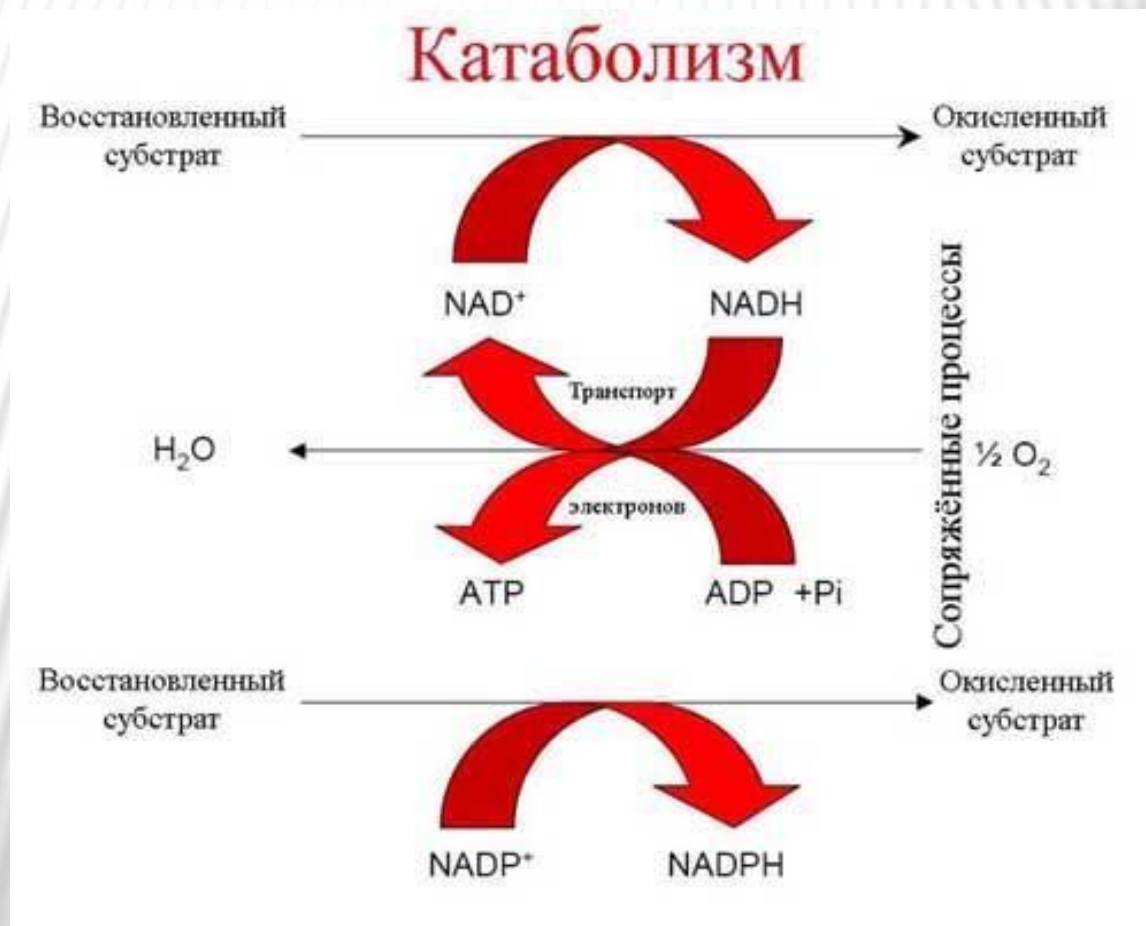 Катаболизм
Восстановленный
субстрат
Окисленный
субстрат
NAD⁺
NADH
Транспорт
H₂O
½ O₂
электронов
ATP
ADP +Pi
Сопряжённые процессы
Восстановленный
субстрат
Окисленный
субстрат
NADP⁺
NADPH